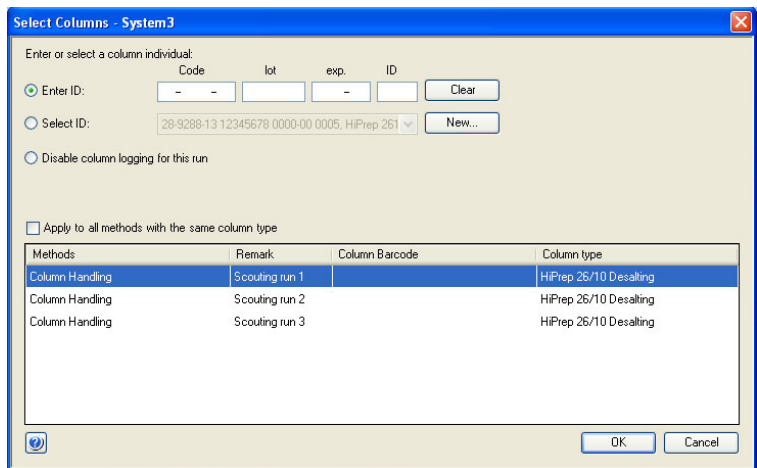 Select Columns - System3
Enter or select a column individual:
Code lot exp. ID
Enter ID: - - - Clear
Select ID: 28-9288-13 12345678 0000-00 0005, HiPrep 261 New...
Disable column logging for this run
Apply to all methods with the same column type
Methods Remark Column Barcode Column type
Column Handling Scouting run 1 HiPrep 26/10 Desalting
Column Handling Scouting run 2 HiPrep 26/10 Desalting
Column Handling Scouting run 3 HiPrep 26/10 Desalting
? OK Cancel